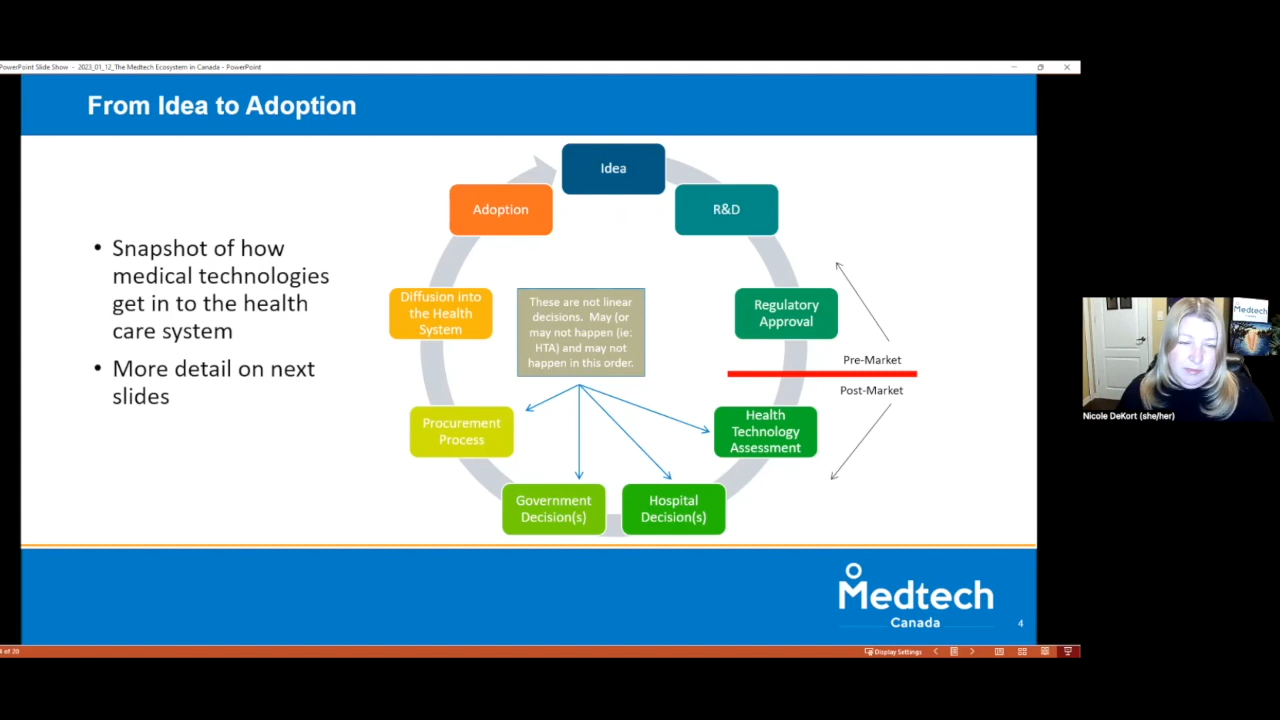 PowerPoint Slide Show - 2023_01_12_The Medtech Ecosystem in Canada - PowerPoint
From Idea to Adoption
• Snapshot of how
medical technologies
get in to the health
care system
• More detail on next
slides
Idea
R&D
Regulatory
Approval
Pre-Market
Post-Market
Health
Technology
Assessment
Hospital
Decision(s)
Government
Decision(s)
Procurement
Process
Diffusion into
the Health
System
Adoption
These are not linear
decisions. May (or
may not happen (ie:
HTA) and may not
happen in this order.
Medtech
Canada
4
of 20
Display Settings
Medtech
Nicole DeKort (she/her)